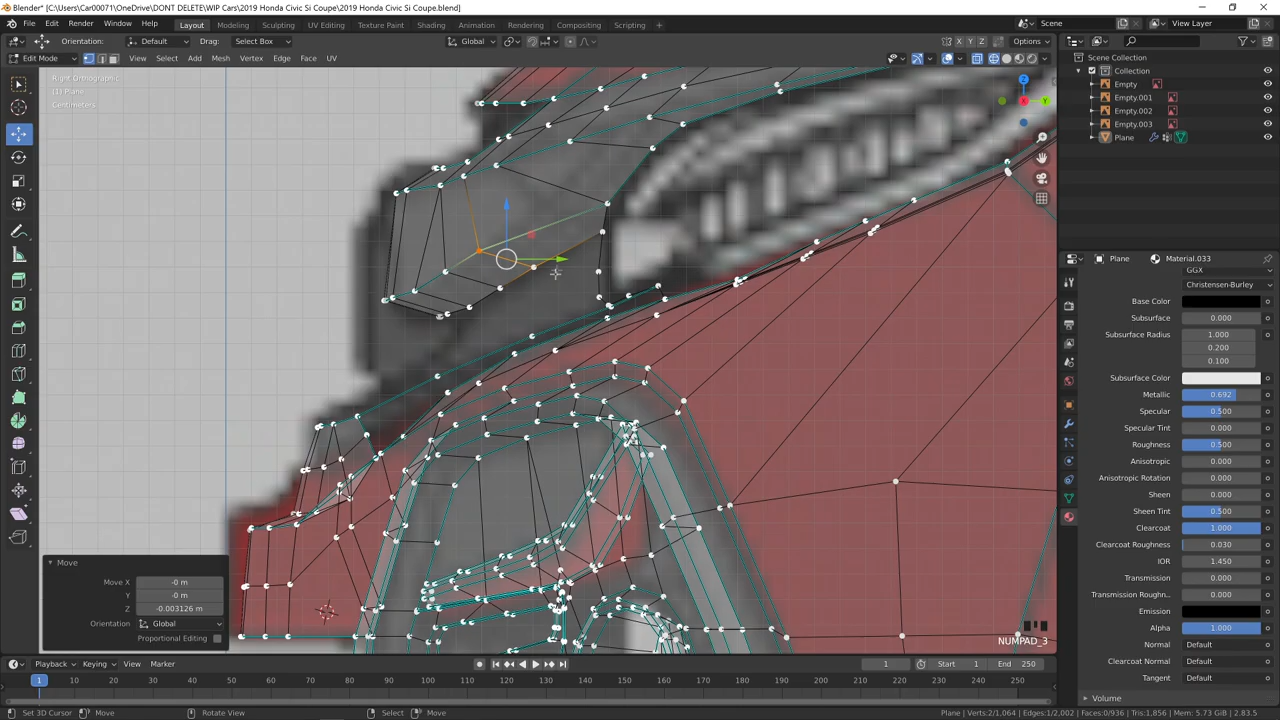 Blender* [C:\Users\Car00071\OneDrive\DONT DELETE\WIP Cars\2019 Honda Civic Si Coupe\2019 Honda Civic Si Coupe.blend]
File Edit Render Window Help Layout Modeling Sculpting UV Editing Texture Paint Shading Animation Rendering Compositing Scripting Scene View Layer
Orientation: Default Drag: Select Box Global X Y Z Options
Edit Mode View Select Add Mesh Vertex Edge Face UV
Right Orthographic
(1) Plane
Centimeters
Z
X
Y
Scene Collection
Collection
Empty
Empty.001
Empty.002
Empty.003
Plane
Plane Material.033
GGX
Christensen-Burley
Base Color
Subsurface 0.000
Subsurface Radius 1.000
0.200
0.100
Subsurface Color
Metallic 0.692
Specular 0.500
Specular Tint 0.000
Roughness 0.500
Anisotropic 0.000
Anisotropic Rotation 0.000
Sheen 0.000
Sheen Tint 0.500
Clearcoat 1.000
Clearcoat Roughness 0.030
IOR 1.450
Transmission 0.000
Transmission Roughn... 0.000
Emission
Alpha 1.000
Normal Default
Clearcoat Normal Default
Tangent Default
Volume
Move
Move X -0 m
Y -0 m
Z -0.003126 m
Orientation Global
Proportional Editing
NUMPAD_3
Playback Keying View Marker 1 Start 1 End 250
1 10 20 30 40 50 60 70 80 90 100 110 120 130 140 150 160 170 180 190 200 210 220 230 240 250
Set 3D Cursor Move Rotate View Select Move Plane | Verts:2/1,064 | Edges:1/2,002 | Faces:0/936 | Tris:1,856 | Mem: 5.73 GiB | 2.83.5